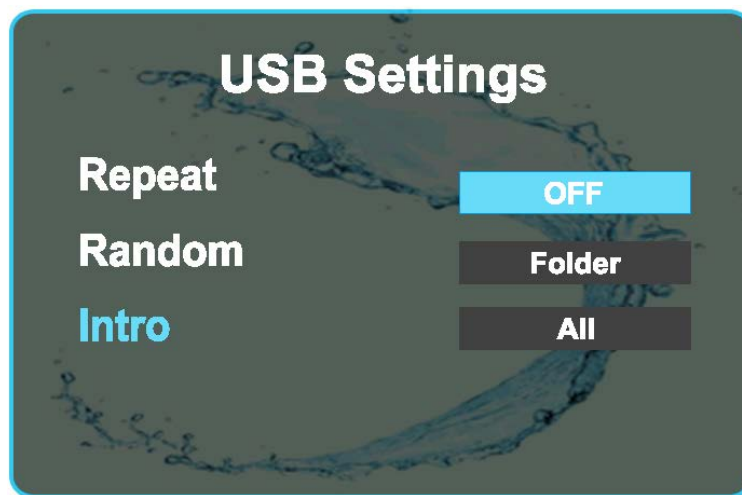 USB Settings
Repeat
OFF
Random
Folder
Intro
All